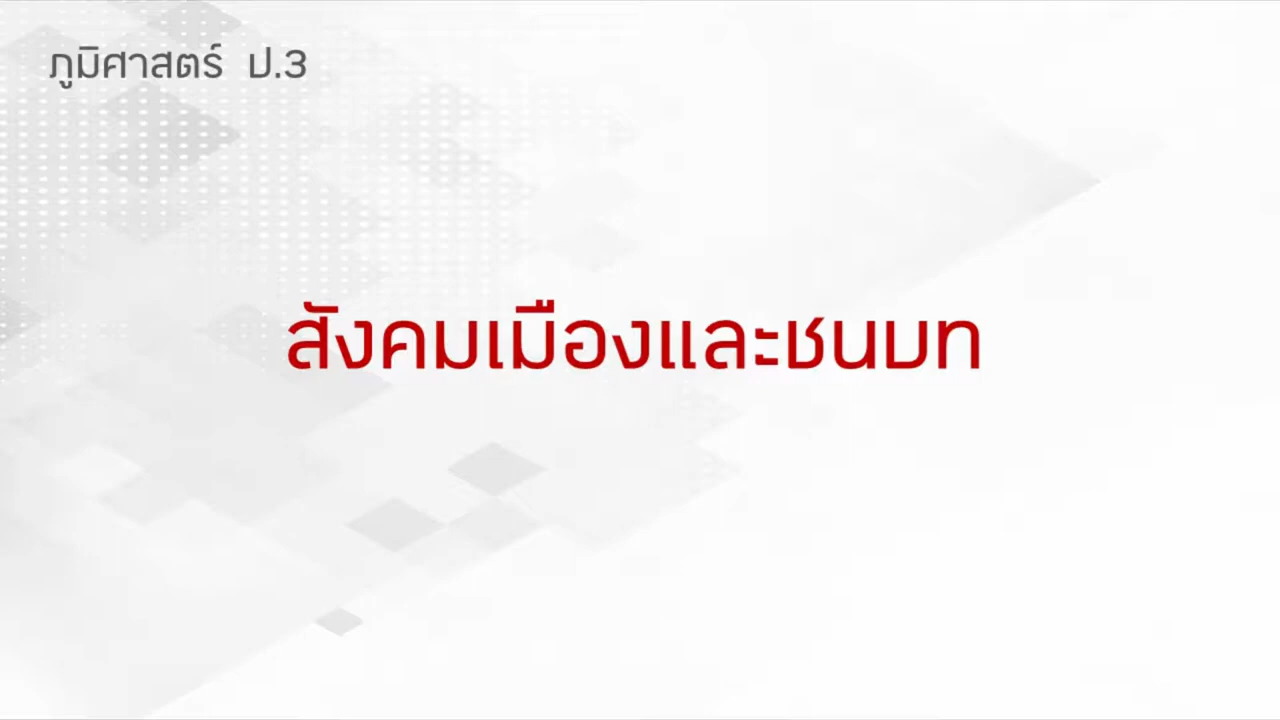 ภูมิศาสตร์ ป.3
สังคมเมืองและชนบท